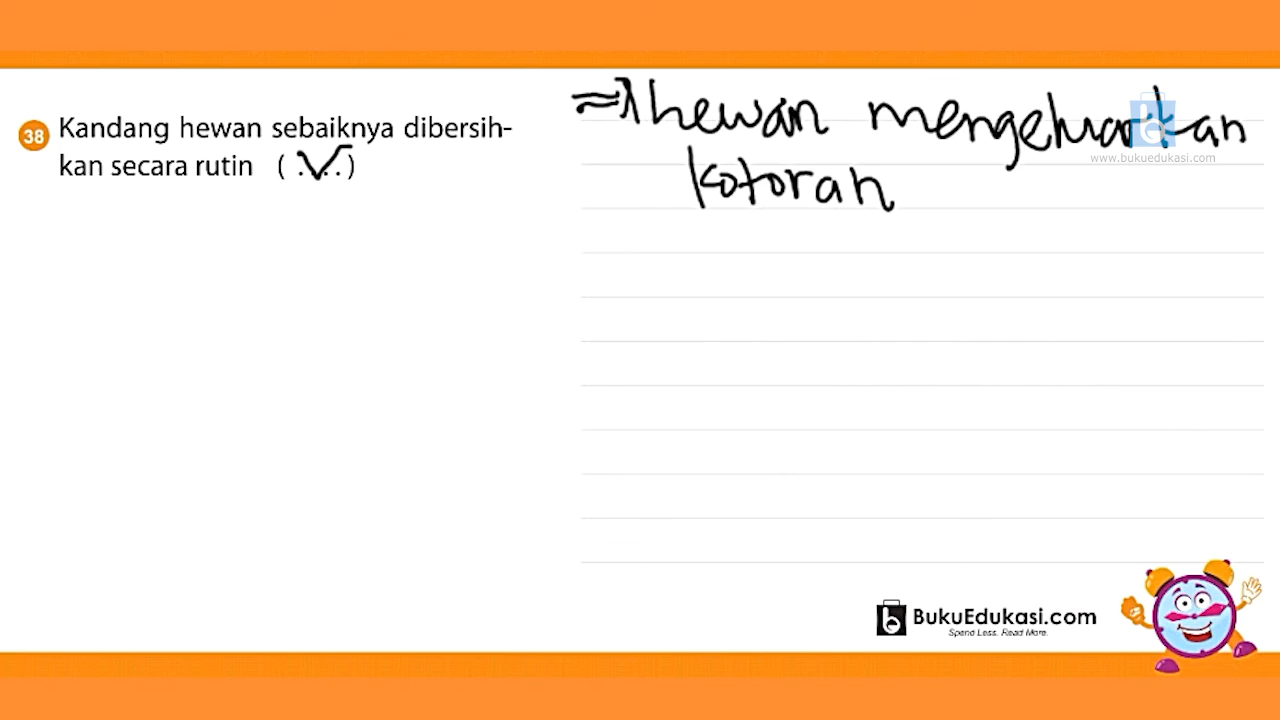 38 Kandang hewan sebaiknya dibersih-
kan secara rutin (.✓.)
⇒ hewan mengeluarkan
kotoran
www.bukuedukasi.com
BukuEdukasi.com
Spend Less. Read More.